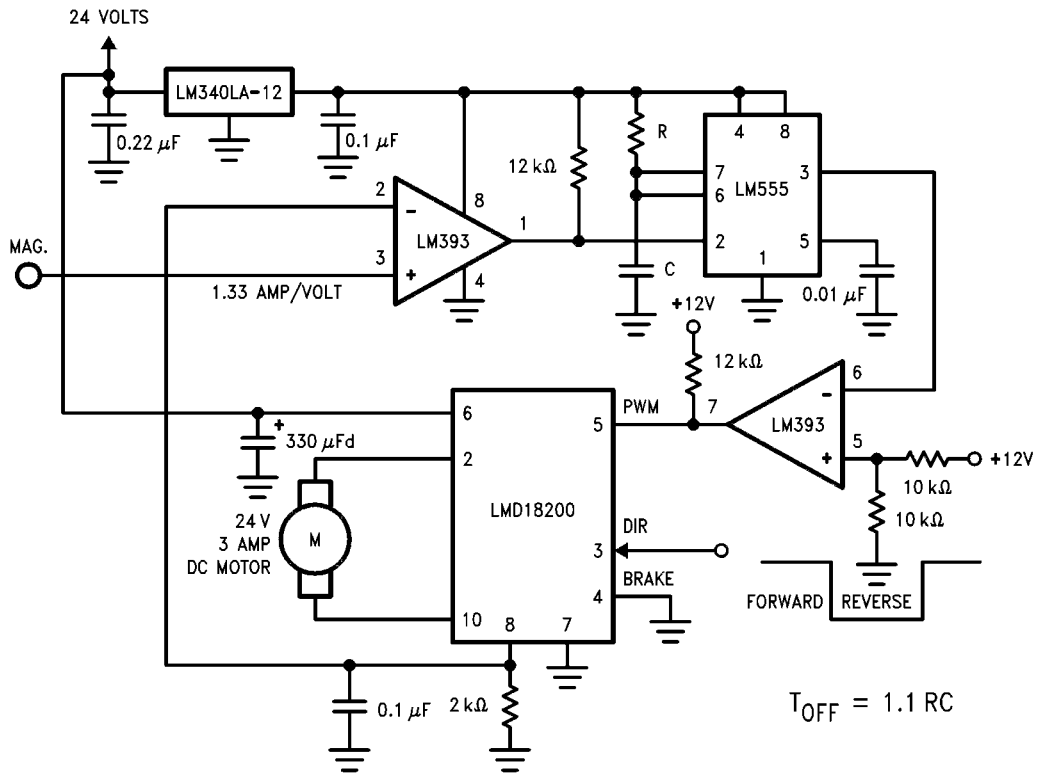 24 VOLTS
LM340LA-12
0.22 μF
0.1 μF
12 kΩ
R
4
8
7
LM555
3
6
2
5
1
C
0.01 μF
2
8
1
LM393
MAG.
3
4
1.33 AMP/VOLT
+12V
12 kΩ
6
PWM
7
LM393
5
+12V
10 kΩ
10 kΩ
6
5
330 μFd
2
LMD18200
24 V
3 AMP
DC MOTOR
M
DIR
3
BRAKE
4
FORWARD
REVERSE
10
8
7
0.1 μF
2 kΩ
T_OFF = 1.1 RC